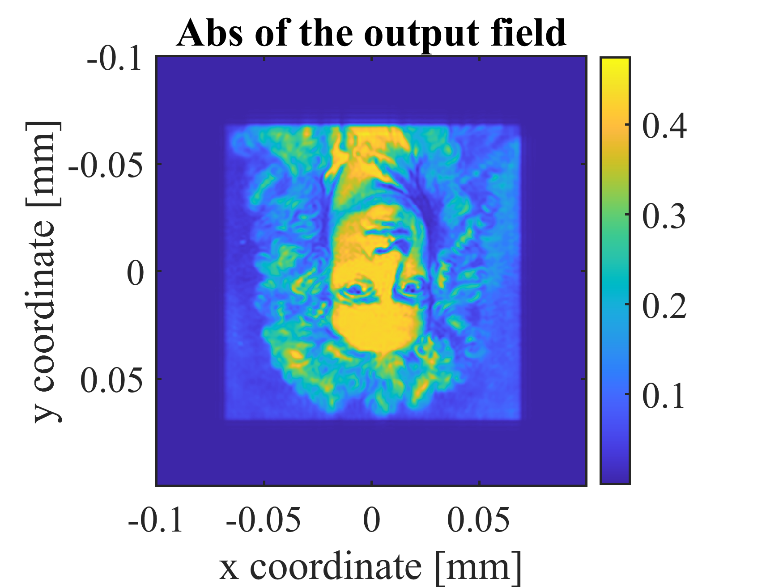 Abs of the output field
-0.1
-0.05
0
0.05
y coordinate [mm]
-0.1 -0.05 0 0.05
x coordinate [mm]
0.4
0.3
0.2
0.1